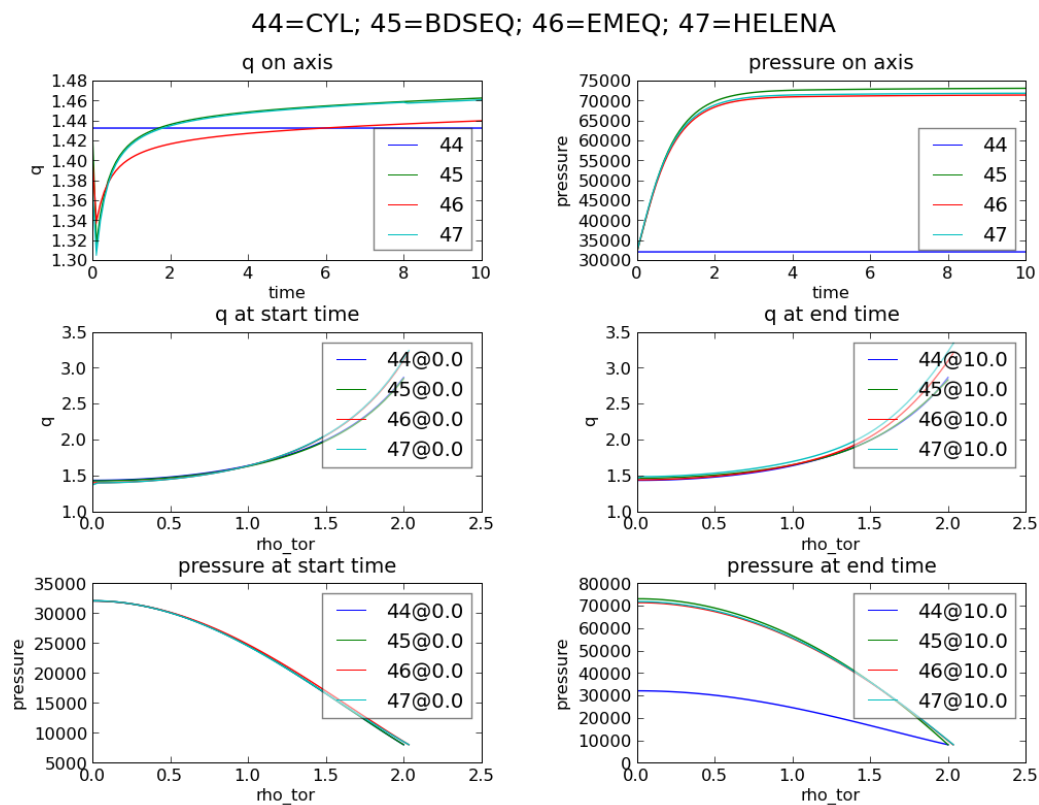 44=CYL; 45=BDSEQ; 46=EMEQ; 47=HELENA
q on axis
1.48
1.46
1.44
1.42
1.40
1.38
1.36
1.34
1.32
1.30
q
0 2 4 6 8 10
time
44
45
46
47
pressure on axis
75000
70000
65000
60000
55000
50000
45000
40000
35000
30000
pressure
0 2 4 6 8 10
time
44
45
46
47
q at start time
3.5
3.0
2.5
2.0
1.5
1.0
q
0.0 0.5 1.0 1.5 2.0 2.5
rho_tor
44@0.0
45@0.0
46@0.0
47@0.0
q at end time
3.5
3.0
2.5
2.0
1.5
1.0
q
0.0 0.5 1.0 1.5 2.0 2.5
rho_tor
44@10.0
45@10.0
46@10.0
47@10.0
pressure at start time
35000
30000
25000
20000
15000
10000
5000
pressure
0.0 0.5 1.0 1.5 2.0 2.5
rho_tor
44@0.0
45@0.0
46@0.0
47@0.0
pressure at end time
80000
70000
60000
50000
40000
30000
20000
10000
0
pressure
0.0 0.5 1.0 1.5 2.0 2.5
rho_tor
44@10.0
45@10.0
46@10.0
47@10.0